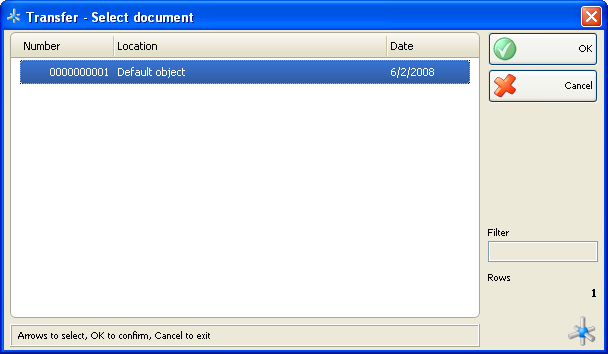 Transfer - Select document
Number Location Date
0000000001 Default object 6/2/2008
OK
Cancel
Filter
Rows
1
Arrows to select, OK to confirm, Cancel to exit